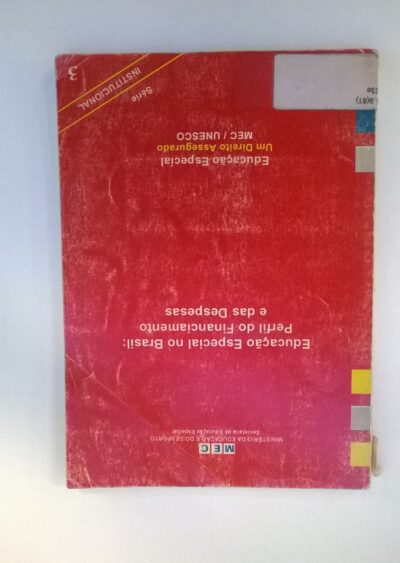 MEC
MINISTÉRIO DA EDUCAÇÃO E DO DESPORTO
Secretaria de Educação Especial
Educação Especial no Brasil:
Perfil do Financiamento
e das Despesas
Educação Especial
Um Direito Assegurado
MEC / UNESCO
Série
INSTITUCIONAL
3